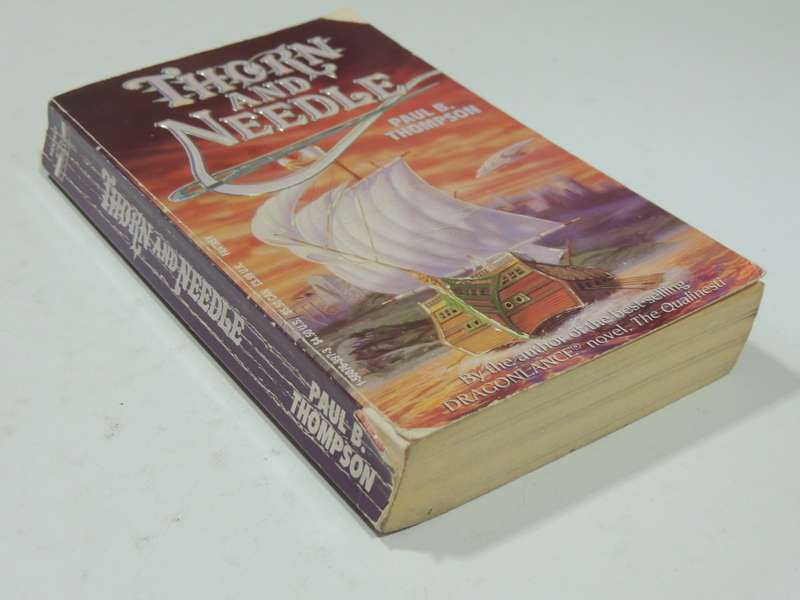 THORN
AND
NEEDLE
PAUL B.
THOMPSON
By the author of the best-selling
DRAGONLANCE® novel, The Qualinesti
THORN AND NEEDLE
PAUL B.
THOMPSON
FANTASY